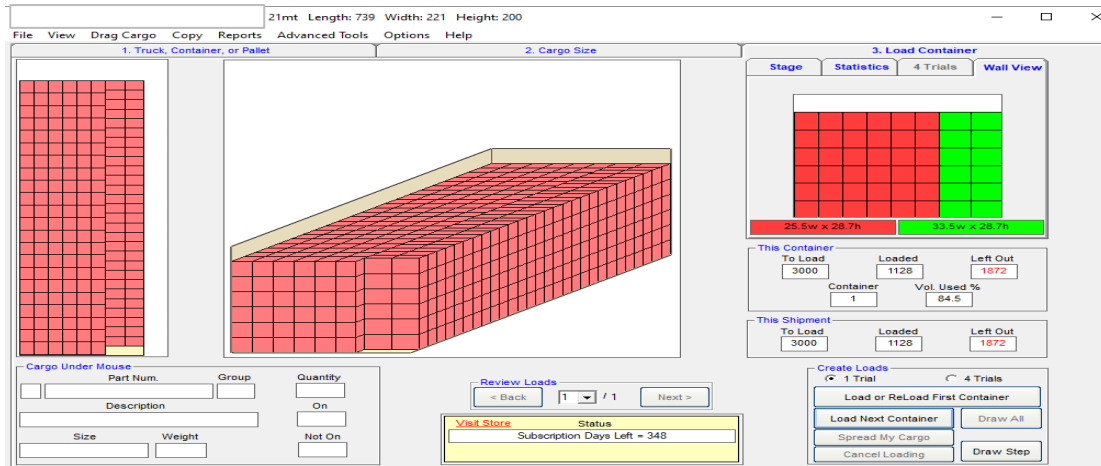 21mt Length: 739 Width: 221 Height: 200
File View Drag Cargo Copy Reports Advanced Tools Options Help
1. Truck, Container, or Pallet
2. Cargo Size
3. Load Container
Stage Statistics 4 Trials Wall View
25.5w x 28.7h 33.5w x 28.7h
This Container
To Load Loaded Left Out
3000 1128 1872
Container Vol. Used %
1 84.5
This Shipment
To Load Loaded Left Out
3000 1128 1872
Cargo Under Mouse
Part Num. Group Quantity
Description On
Size Weight Not On
Review Loads
< Back 1 / 1 Next >
Visit Store Status
Subscription Days Left = 348
Create Loads
1 Trial 4 Trials
Load or ReLoad First Container
Load Next Container Draw All
Spread My Cargo
Cancel Loading Draw Step